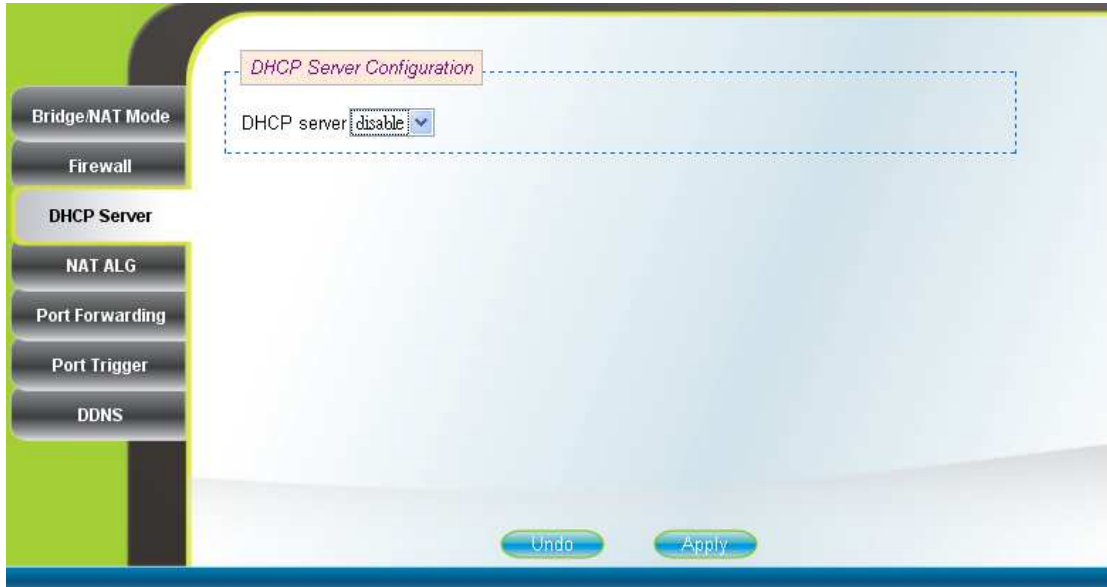 Bridge/NAT Mode
Firewall
DHCP Server
NAT ALG
Port Forwarding
Port Trigger
DDNS
DHCP Server Configuration
DHCP server disable
Undo
Apply